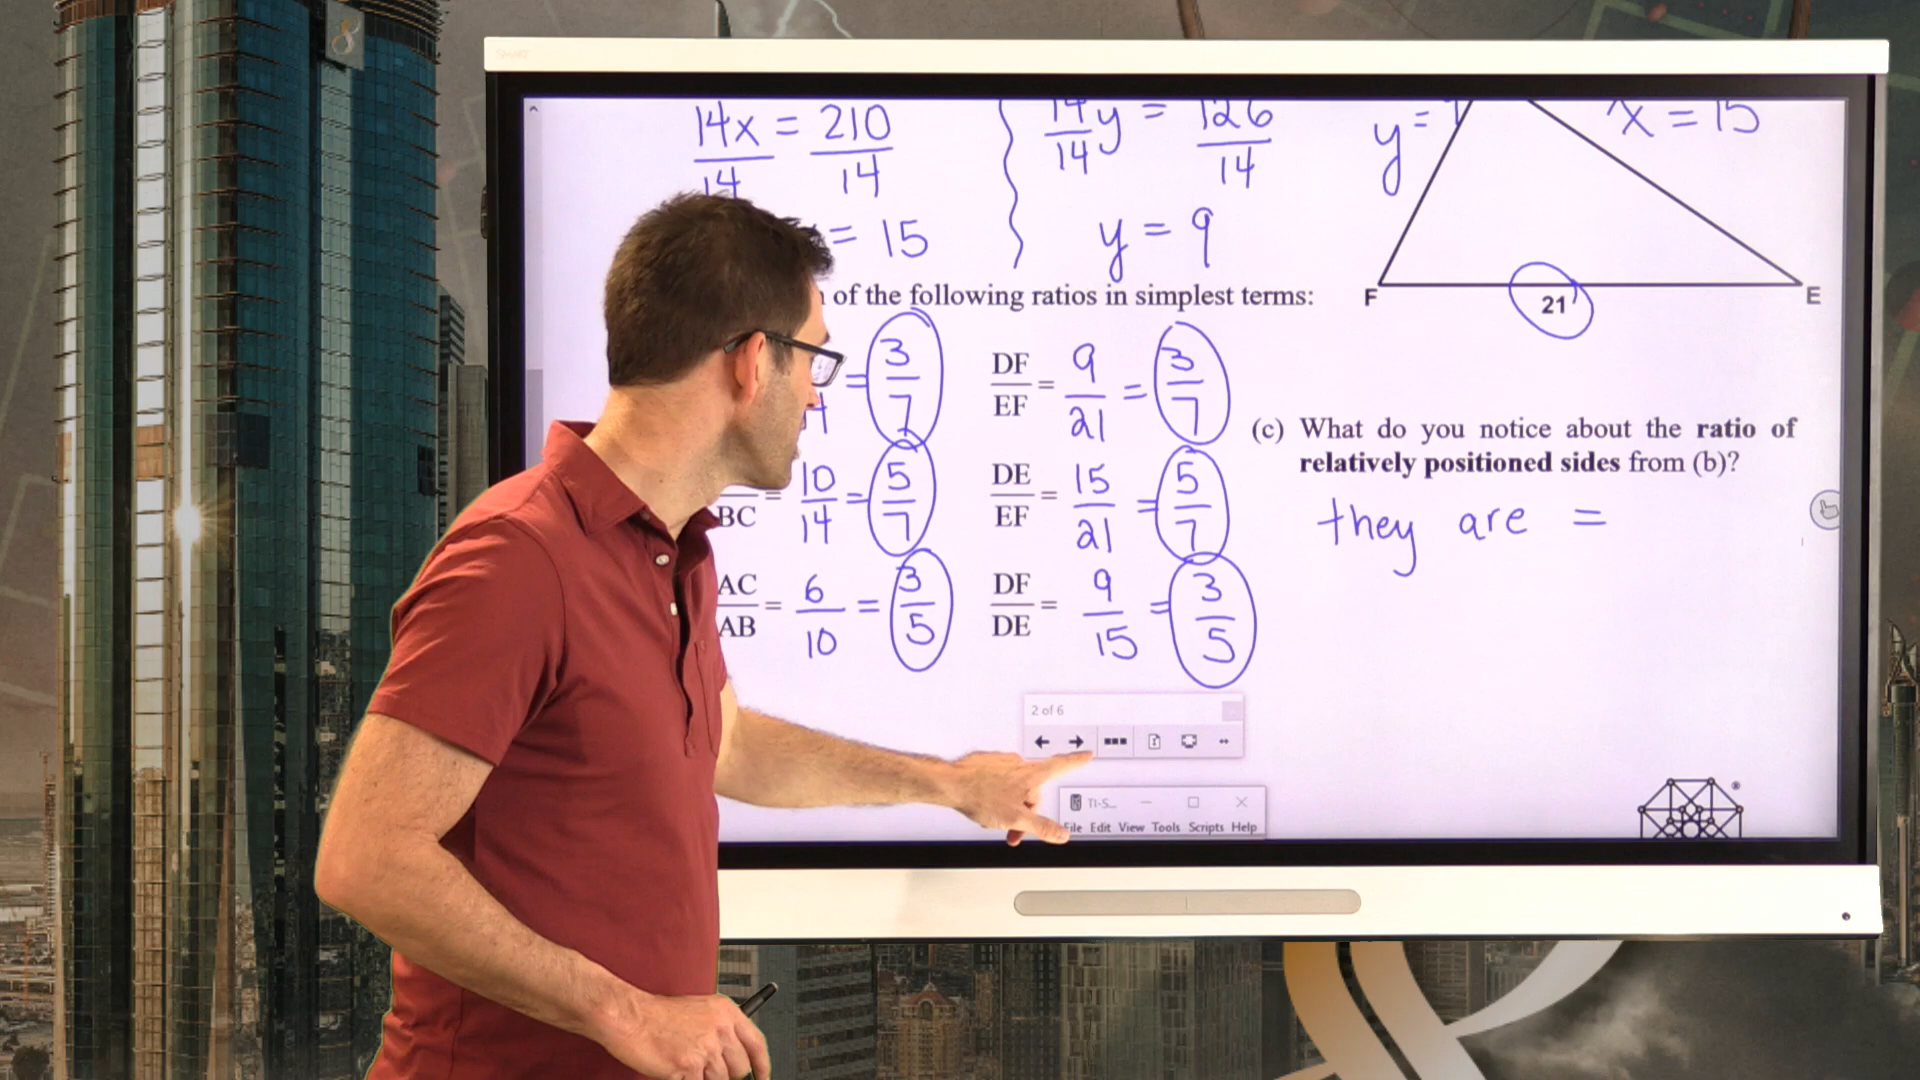 14x = 210
14 14
= 15
14y = 126
14 14
y = 9
y =
x = 15
F
21
E
of the following ratios in simplest terms:
= 3/7
DF/EF = 9/21 = 3/7
BC = 10/14 = 5/7
DE/EF = 15/21 = 5/7
AC/AB = 6/10 = 3/5
DF/DE = 9/15 = 3/5
(c) What do you notice about the ratio of
relatively positioned sides from (b)?
they are =
2 of 6
TI-S...
File Edit View Tools Scripts Help